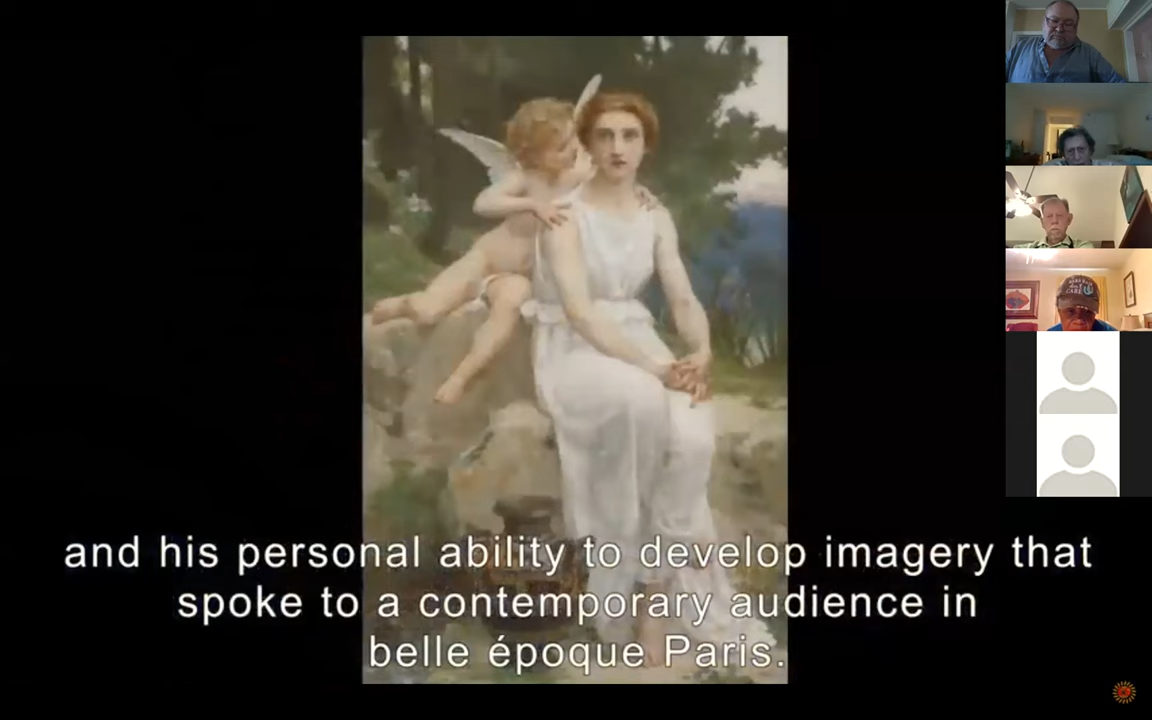 and his personal ability to develop imagery that
spoke to a contemporary audience in
belle époque Paris.